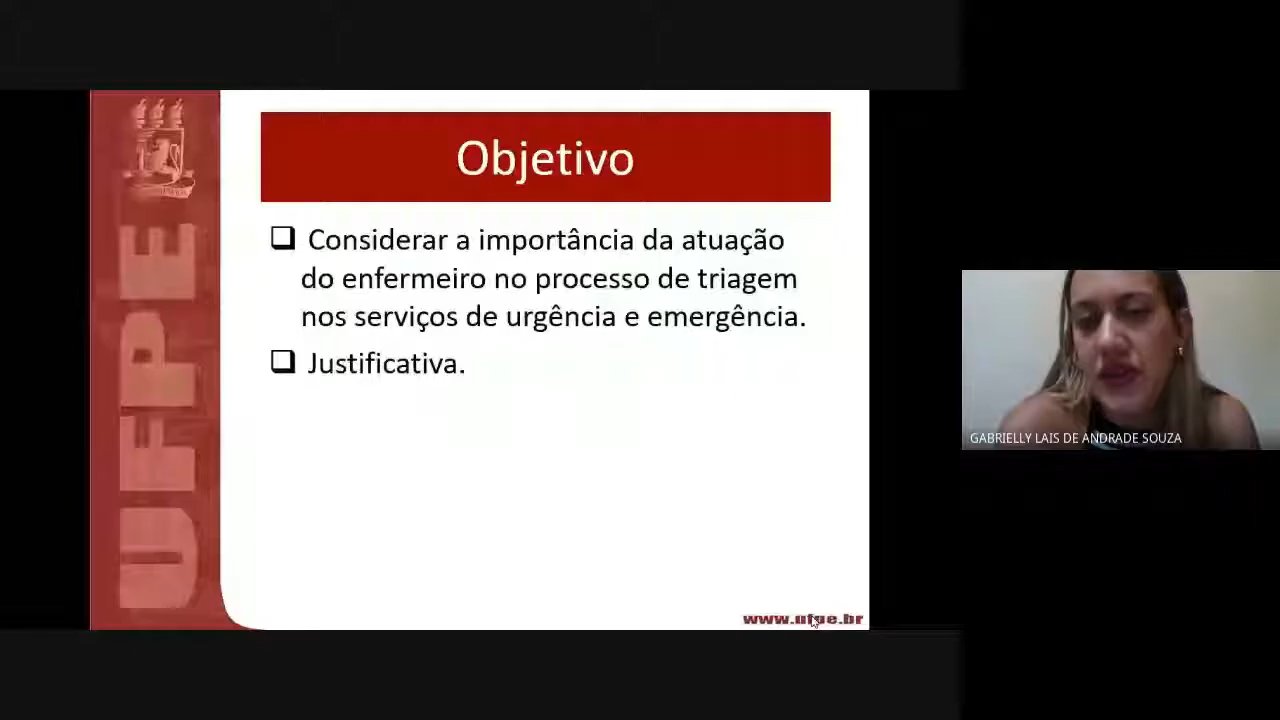 Objetivo
Considerar a importância da atuação
do enfermeiro no processo de triagem
nos serviços de urgência e emergência.
Justificativa.
UFPE
www.ufpe.br
GABRIELLY LAIS DE ANDRADE SOUZA